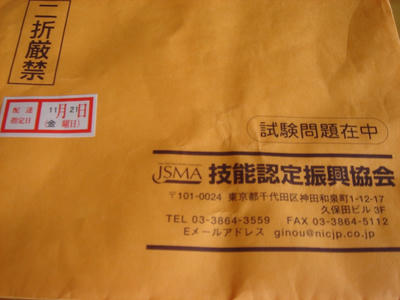 二折厳禁
配達
指定日
11月21日
(金曜日)
試験問題在中
JSMA 技能認定振興協会
〒101-0024 東京都千代田区神田和泉町1-12-17
久保田ビル3F
TEL 03-3864-3559 FAX 03-3864-5112
Eメールアドレス ginou@nicjp.co.jp